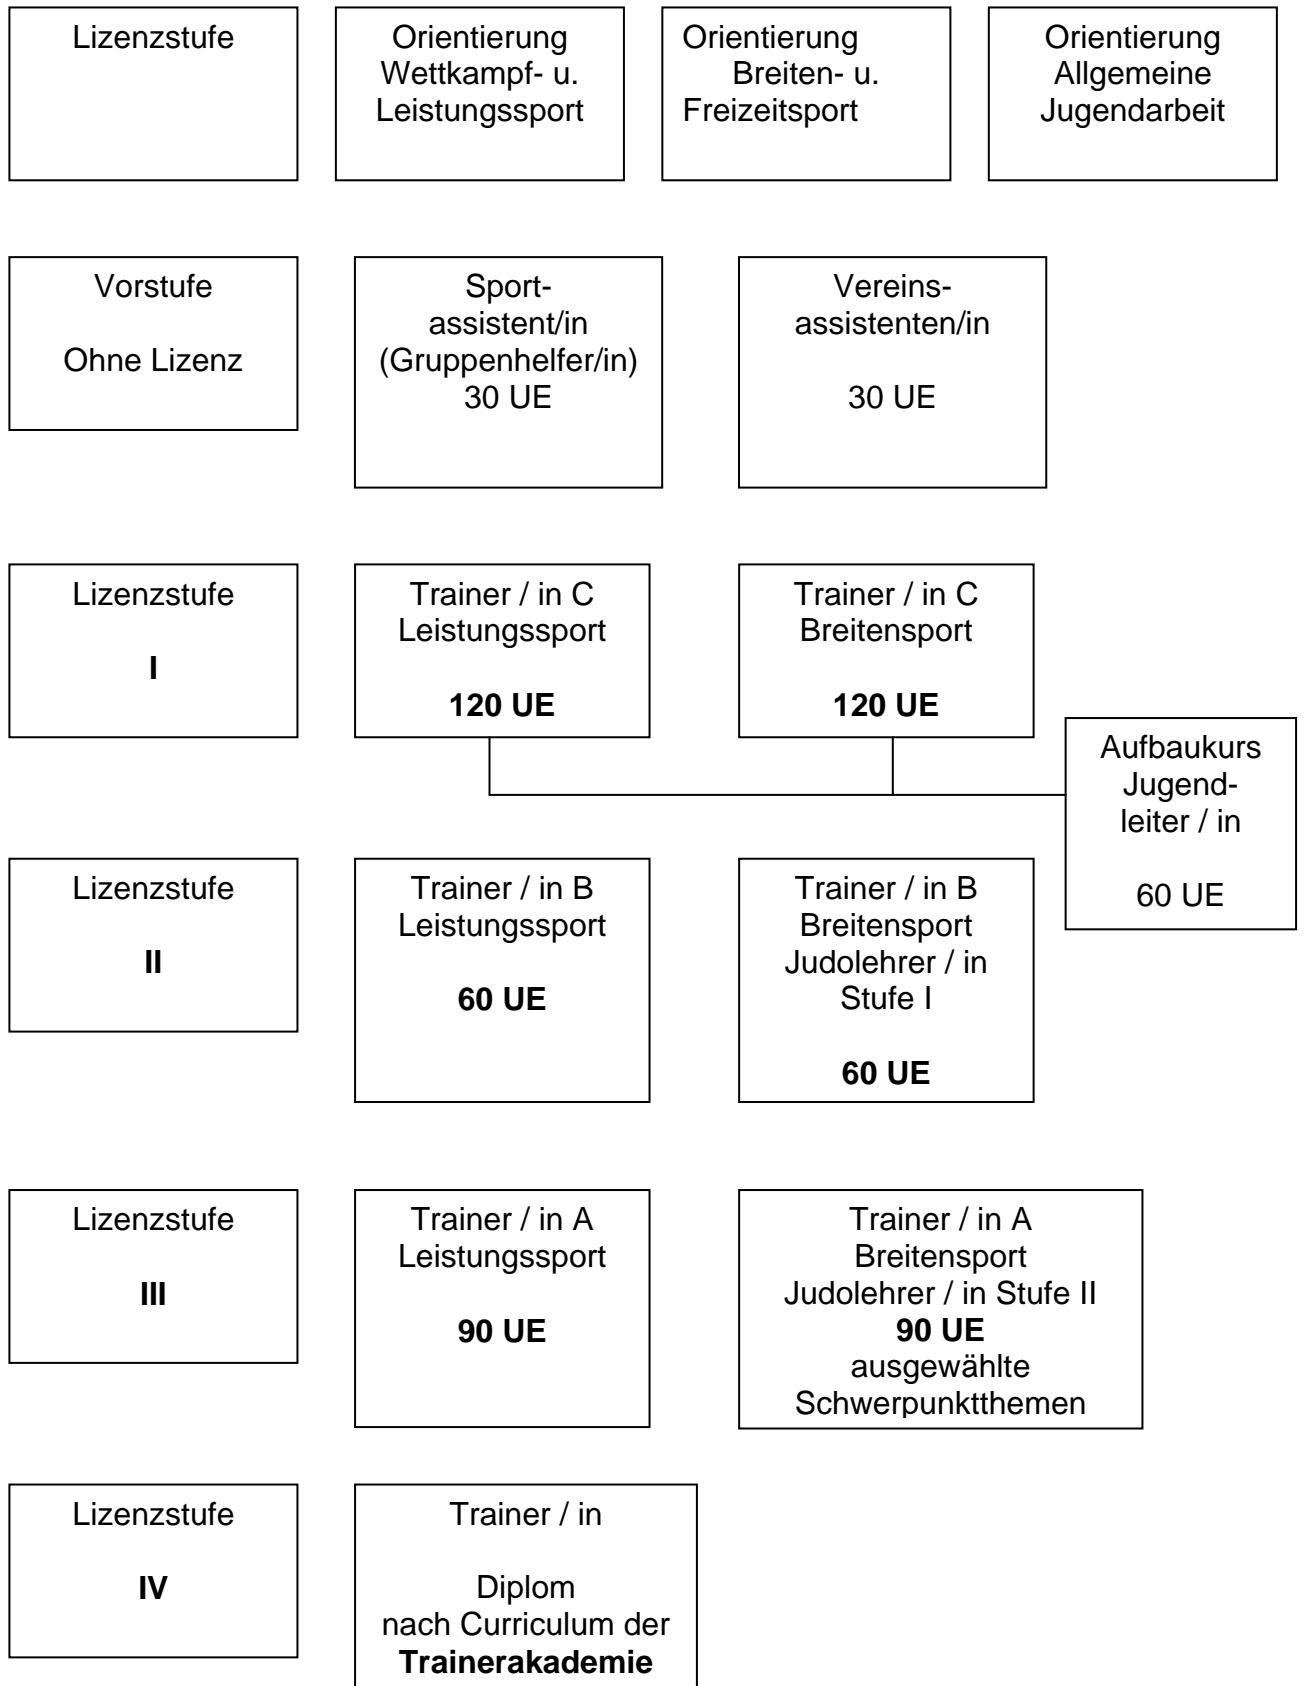 Lizenzstufe
Orientierung
Wettkampf- u.
Leistungssport
Orientierung
Breiten- u.
Freizeitsport
Orientierung
Allgemeine
Jugendarbeit
Vorstufe
Ohne Lizenz
Sport-
assistent/in
(Gruppenhelfer/in)
30 UE
Vereins-
assistenten/in
30 UE
Lizenzstufe
I
Trainer / in C
Leistungssport
120 UE
Trainer / in C
Breitensport
120 UE
Aufbaukurs
Jugend-
leiter / in
60 UE
Lizenzstufe
II
Trainer / in B
Leistungssport
60 UE
Trainer / in B
Breitensport
Judolehrer / in
Stufe I
60 UE
Lizenzstufe
III
Trainer / in A
Leistungssport
90 UE
Trainer / in A
Breitensport
Judolehrer / in Stufe II
90 UE
ausgewählte
Schwerpunktthemen
Lizenzstufe
IV
Trainer / in
Diplom
nach Curriculum der
Trainerakademie